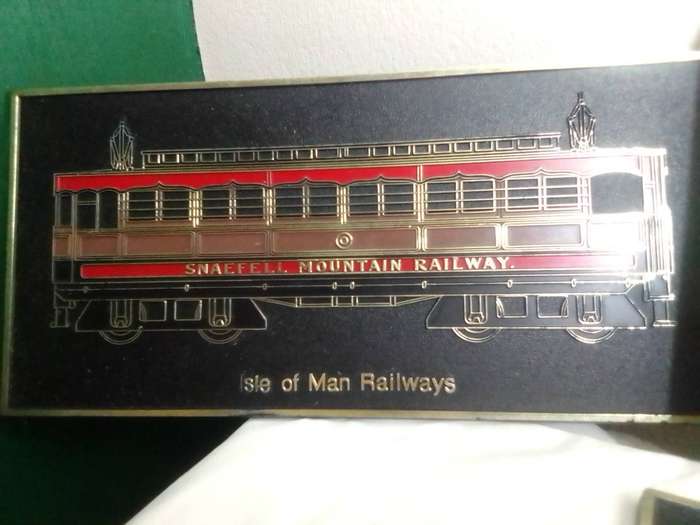 SNAEFELL MOUNTAIN RAILWAY.
Isle of Man Railways